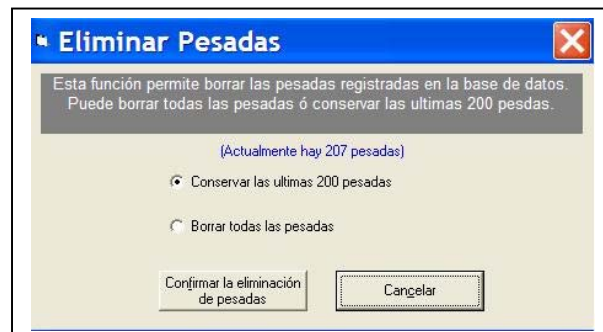 Eliminar Pesadas
Esta función permite borrar las pesadas registradas en la base de datos.
Puede borrar todas las pesadas ó conservar las ultimas 200 pesdas.
(Actualmente hay 207 pesadas)
Conservar las ultimas 200 pesadas
Borrar todas las pesadas
Confirmar la eliminación
de pesadas
Cancelar